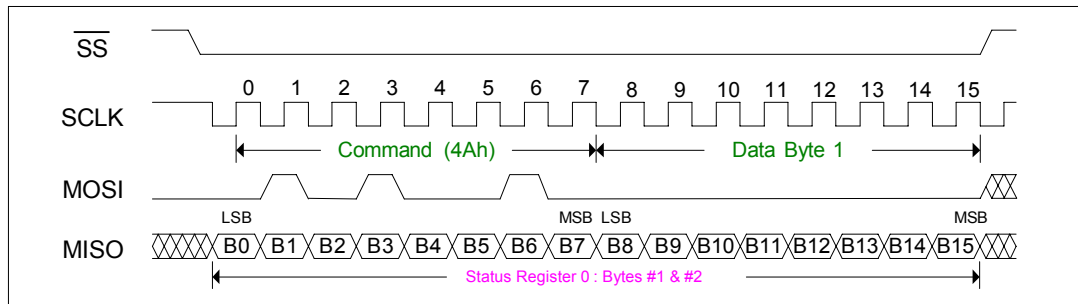 SS
0 1 2 3 4 5 6 7 8 9 10 11 12 13 14 15
SCLK
Command (4Ah) Data Byte 1
MOSI
LSB MSB LSB MSB
MISO B0 B1 B2 B3 B4 B5 B6 B7 B8 B9 B10 B11 B12 B13 B14 B15
Status Register 0 : Bytes #1 & #2